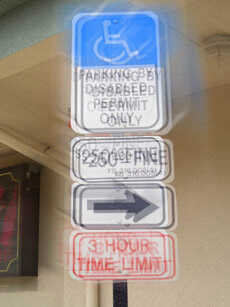 PARKING BY
DISABLED
PERMIT
ONLY
$250 FINE
3 HOUR
TIME LIMIT